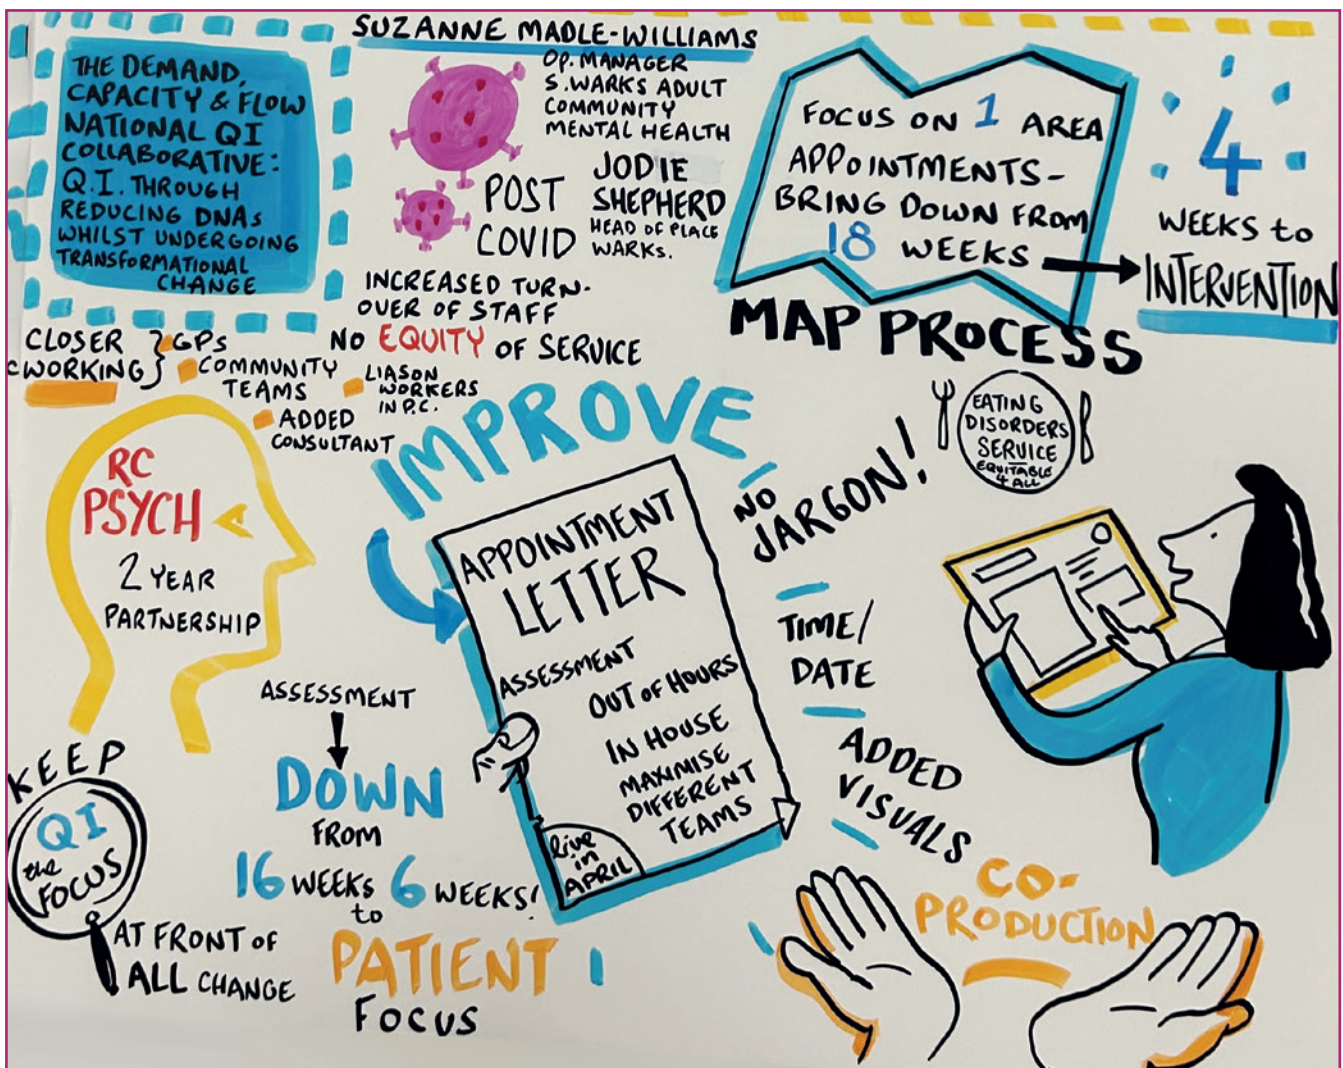 SUZANNE MADLE-WILLIAMS
OP. MANAGER
S. WARKS ADULT
COMMUNITY
MENTAL HEALTH
JODIE
SHEPHERD
HEAD OF PLACE
WARKS.
THE DEMAND,
CAPACITY & FLOW
NATIONAL QI
COLLABORATIVE:
Q.I. THROUGH
REDUCING DNAs
WHILST UNDERGOING
TRANSFORMATIONAL
CHANGE
POST
COVID
INCREASED TURN-
OVER OF STAFF
NO EQUITY OF SERVICE
FOCUS ON 1 AREA
APPOINTMENTS-
BRING DOWN FROM
18 WEEKS
4
WEEKS to
INTERVENTION
MAP PROCESS
CLOSER
WORKING
GPs
COMMUNITY
TEAMS
LIASON
WORKERS
IN P.C.
ADDED
CONSULTANT
RC
PSYCH
2 YEAR
PARTNERSHIP
IMPROVE
APPOINTMENT
LETTER
ASSESSMENT
OUT OF HOURS
IN HOUSE
MAXIMISE
DIFFERENT
TEAMS
live
in
APRIL
NO
JARGON!
TIME/
DATE
ADDED
VISUALS
EATING
DISORDERS
SERVICE
EQUITABLE
4 ALL
ASSESSMENT
DOWN
FROM
16 WEEKS
to
6 WEEKS!
PATIENT
FOCUS
KEEP
QI
the
FOCUS
AT FRONT OF
ALL CHANGE
CO-
PRODUCTION